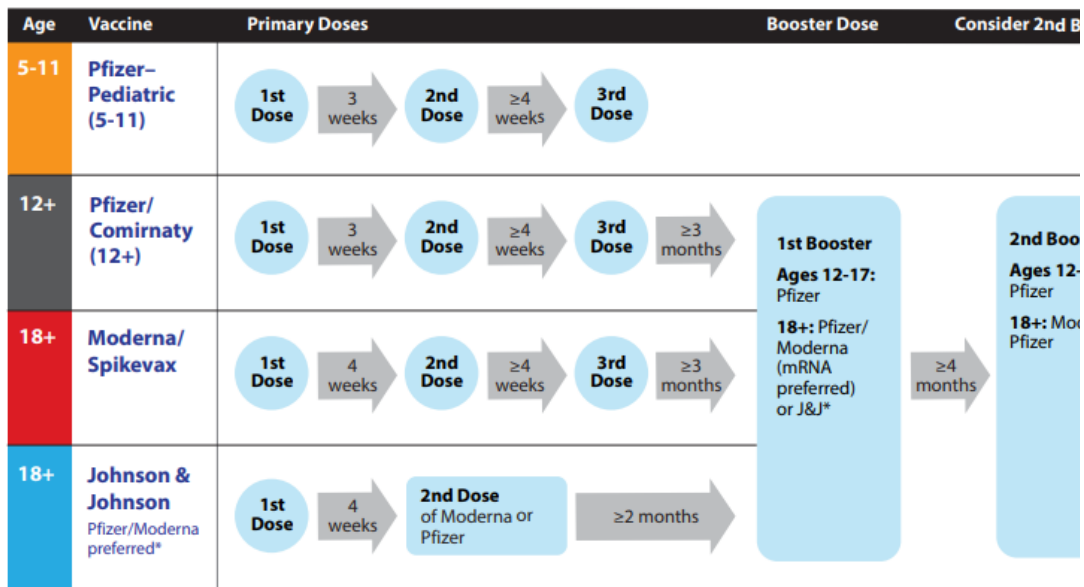 Age Vaccine Primary Doses Booster Dose Consider 2nd
5-11
Pfizer–
Pediatric
(5-11)
1st
Dose
3
weeks
2nd
Dose
≥4
weeks
3rd
Dose
12+
Pfizer/
Comirnaty
(12+)
1st
Dose
3
weeks
2nd
Dose
≥4
weeks
3rd
Dose
≥3
months
18+
Moderna/
Spikevax
1st
Dose
4
weeks
2nd
Dose
≥4
weeks
3rd
Dose
≥3
months
18+
Johnson &
Johnson
Pfizer/Moderna
preferred*
1st
Dose
4
weeks
2nd Dose
of Moderna or
Pfizer
≥2 months
1st Booster
Ages 12-17:
Pfizer
18+: Pfizer/
Moderna
(mRNA
preferred)
or J&J*
≥4
months
2nd
Ages 12-
Pfizer
18+:
Pfizer